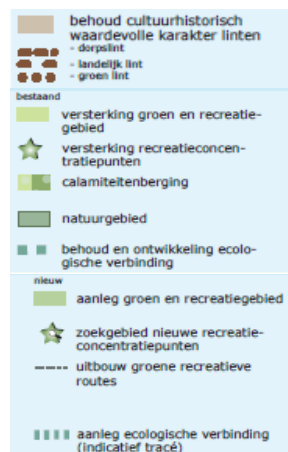 behoud cultuurhistorisch
waardevolle karakter linten
- dorpslint
- landelijk lint
- groen lint
bestaand
versterking groen en recreatie-
gebied
versterking recreatieconcen-
tratiepunten
calamiteitenberging
natuurgebied
behoud en ontwikkeling ecolo-
gische verbinding
nieuw
aanleg groen en recreatiegebied
zoekgebied nieuwe recreatie-
concentratiepunten
uitbouw groene recreatieve
routes
aanleg ecologische verbinding
(indicatief tracé)